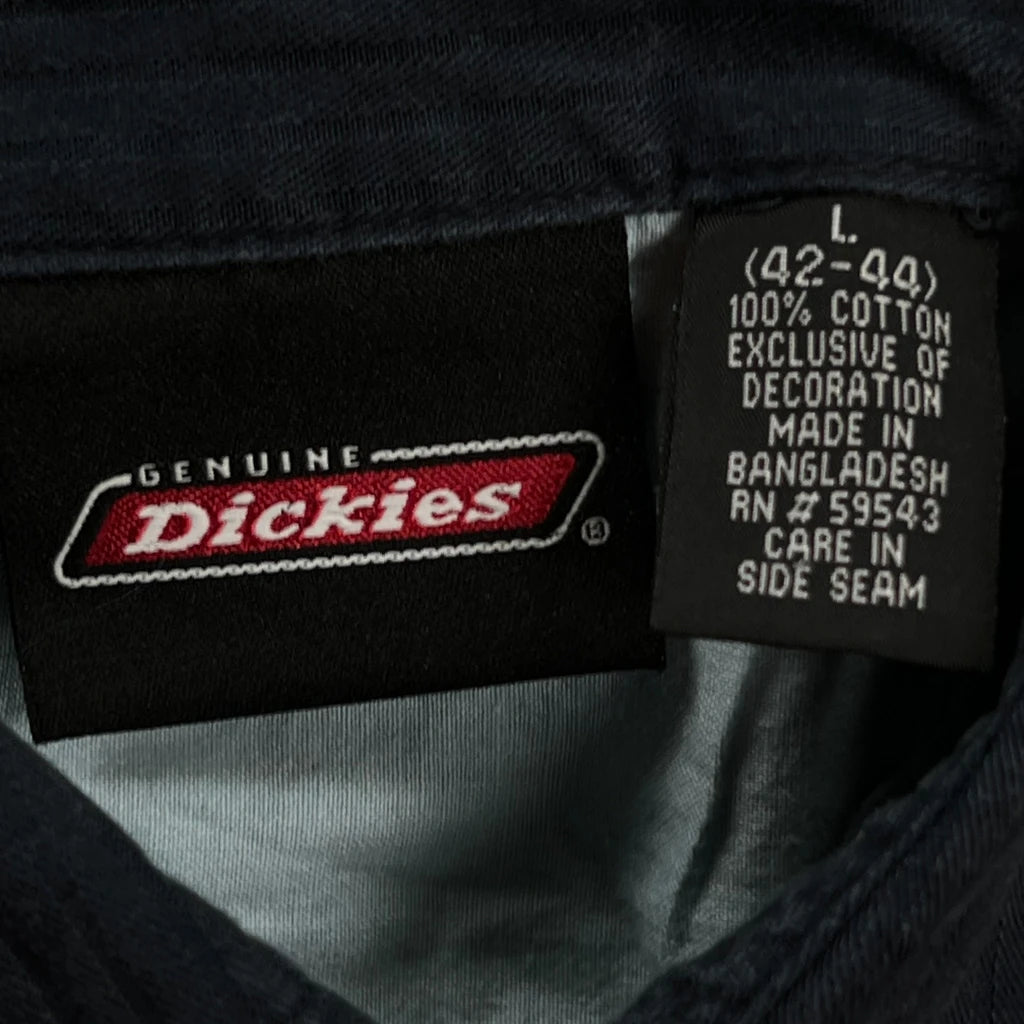 GENUINE
Dickies
®
L.
(42-44)
100% COTTON
EXCLUSIVE OF
DECORATION
MADE IN
BANGLADESH
RN # 59543
CARE IN
SIDE SEAM